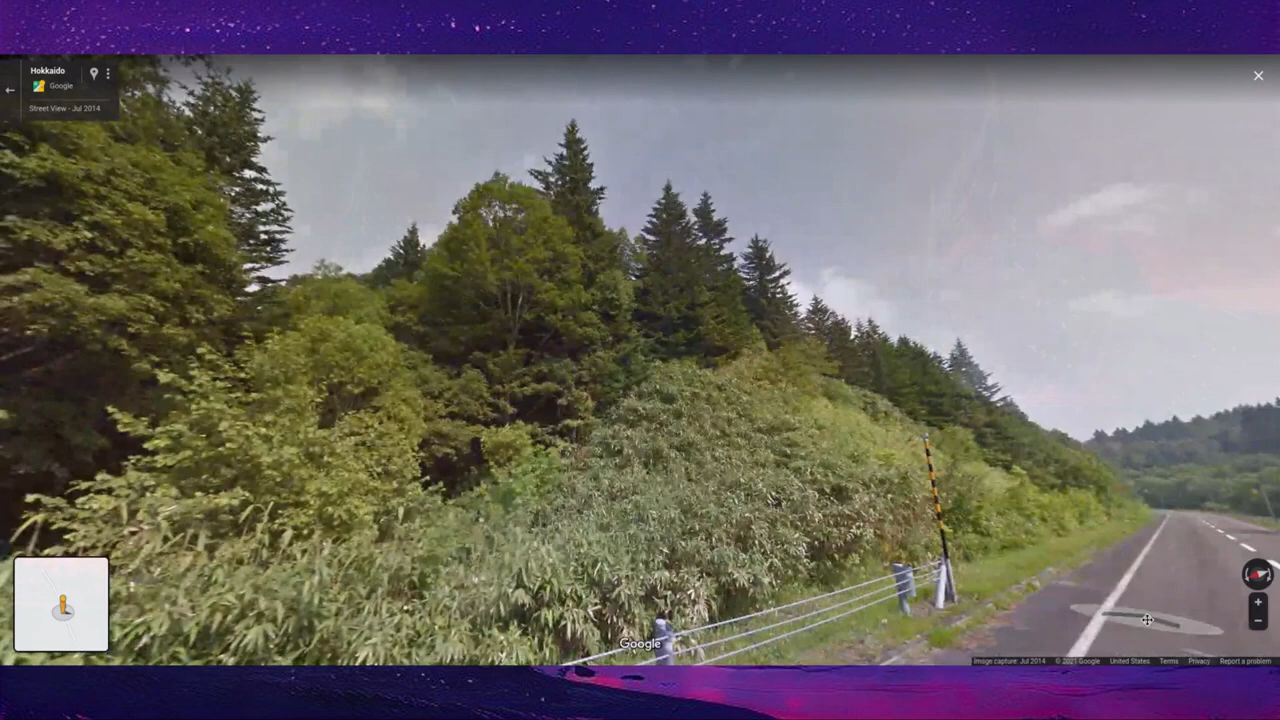 Hokkaido
Google
Street View - Jul 2014
Google
Image capture: Jul 2014 © 2021 Google United States Terms Privacy Report a problem